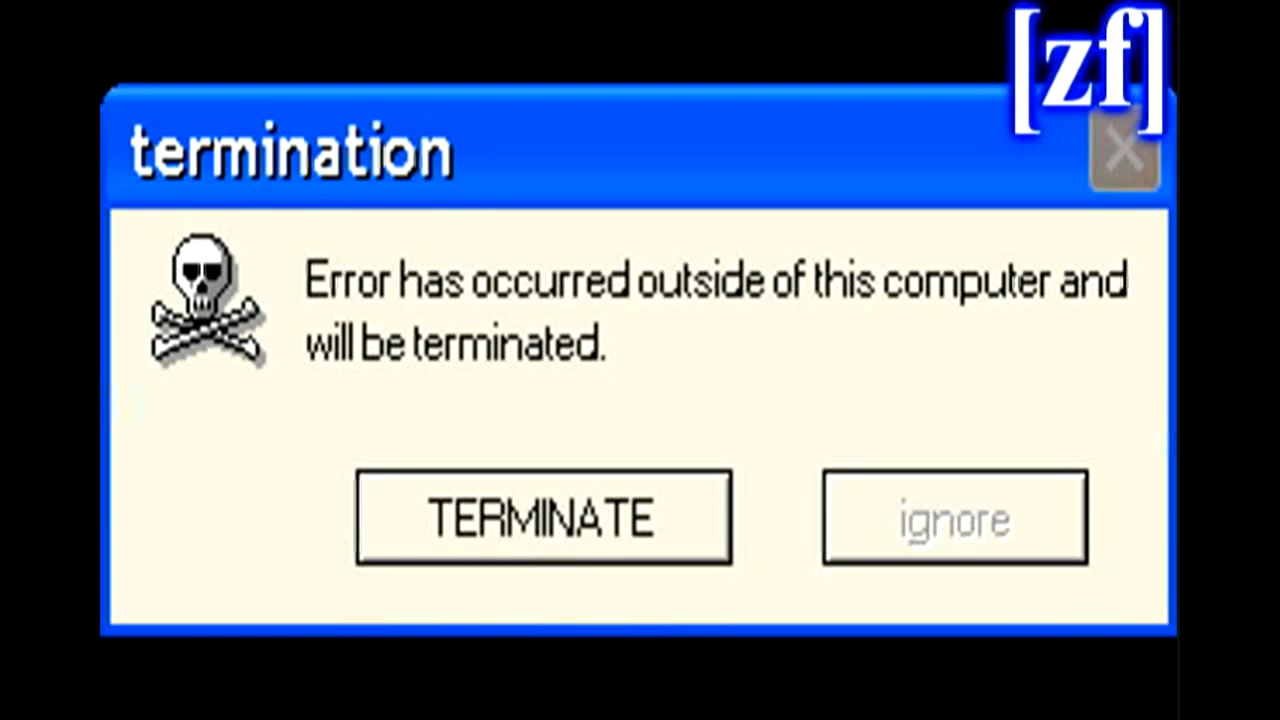 [zf]
termination
Error has occurred outside of this computer and
will be terminated.
TERMINATE
ignore